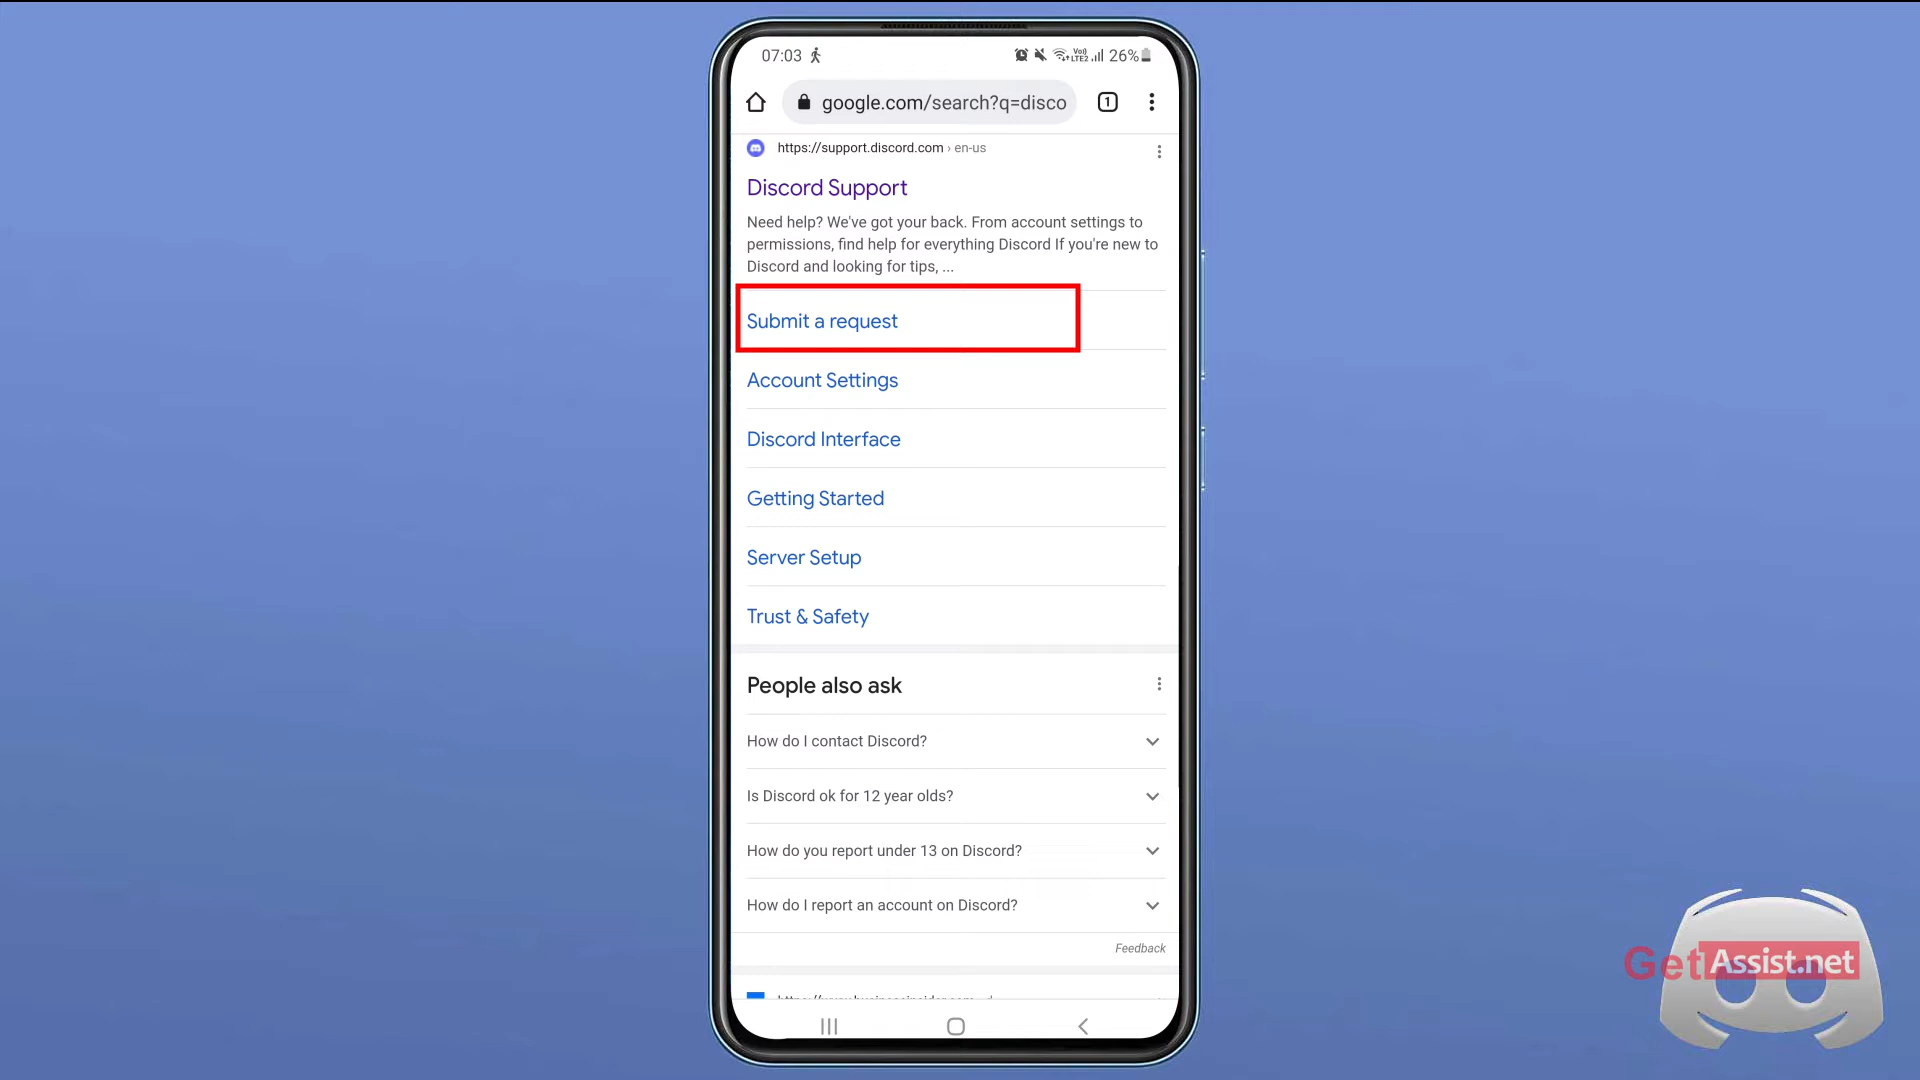 07:03 Vo)) LTE2 26%
google.com/search?q=disco 1
https://support.discord.com › en-us
Discord Support
Need help? We've got your back. From account settings to
permissions, find help for everything Discord If you're new to
Discord and looking for tips, ...
Submit a request
Account Settings
Discord Interface
Getting Started
Server Setup
Trust & Safety
People also ask
How do I contact Discord?
Is Discord ok for 12 year olds?
How do you report under 13 on Discord?
How do I report an account on Discord?
Feedback
GetAssist.net